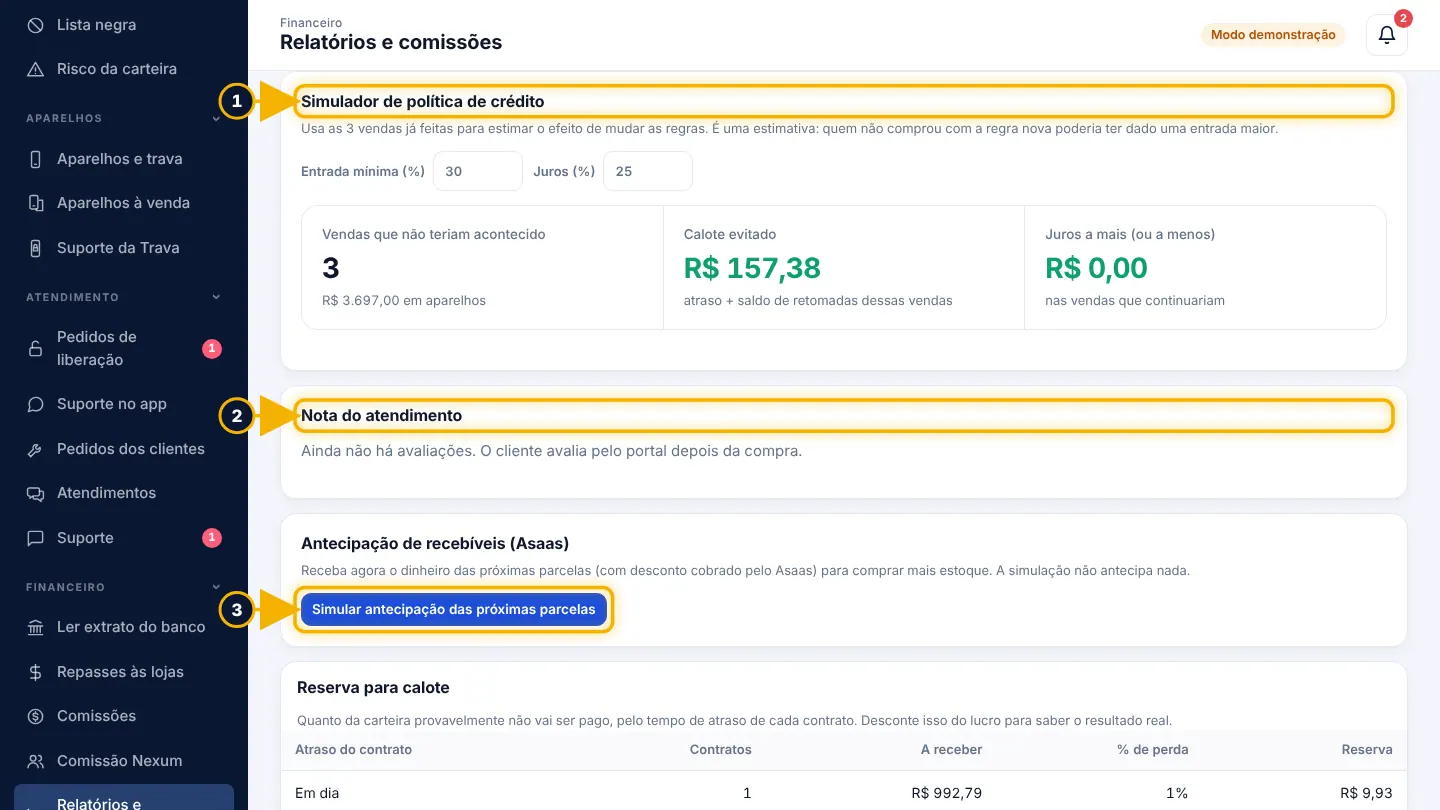 Lista negra
Risco da carteira
APARELHOS
Aparelhos e trava
Aparelhos à venda
Suporte da Trava
ATENDIMENTO
Pedidos de
liberação
1
Suporte no app
Pedidos dos clientes
Atendimentos
Suporte
1
FINANCEIRO
Ler extrato do banco
Repasses às lojas
Comissões
Comissão Nexum
Relatórios e
Financeiro
Relatórios e comissões
Modo demonstração
2
1
Simulador de política de crédito
Usa as 3 vendas já feitas para estimar o efeito de mudar as regras. É uma estimativa: quem não comprou com a regra nova poderia ter dado uma entrada maior.
Entrada mínima (%) 30 Juros (%) 25
Vendas que não teriam acontecido
3
R$ 3.697,00 em aparelhos
Calote evitado
R$ 157,38
atraso + saldo de retomadas dessas vendas
Juros a mais (ou a menos)
R$ 0,00
nas vendas que continuariam
2
Nota do atendimento
Ainda não há avaliações. O cliente avalia pelo portal depois da compra.
Antecipação de recebíveis (Asaas)
Receba agora o dinheiro das próximas parcelas (com desconto cobrado pelo Asaas) para comprar mais estoque. A simulação não antecipa nada.
3
Simular antecipação das próximas parcelas
Reserva para calote
Quanto da carteira provavelmente não vai ser pago, pelo tempo de atraso de cada contrato. Desconte isso do lucro para saber o resultado real.
Atraso do contrato Contratos A receber % de perda Reserva
Em dia 1 R$ 992,79 1% R$ 9,93